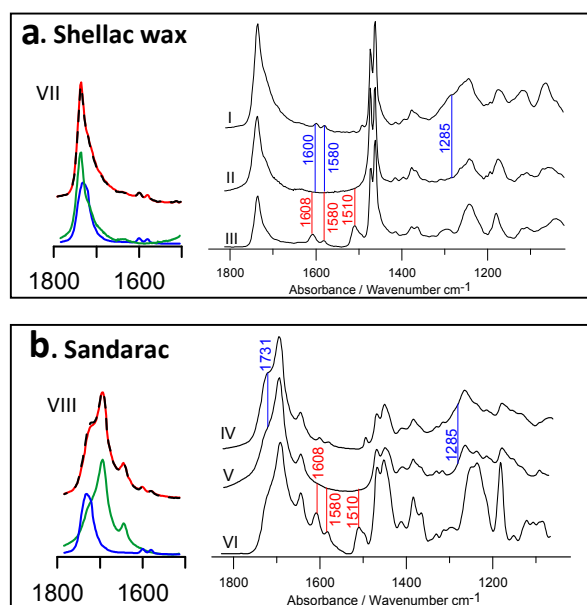 a. Shellac wax
VII
I
II
III
1600
1580
1285
1608
1580
1510
1800 1600
1800 1600 1400 1200
Absorbance / Wavenumber cm-1
b. Sandarac
VIII
IV
V
VI
1731
1285
1608
1580
1510
1800 1600
1800 1600 1400 1200
Absorbance / Wavenumber cm-1